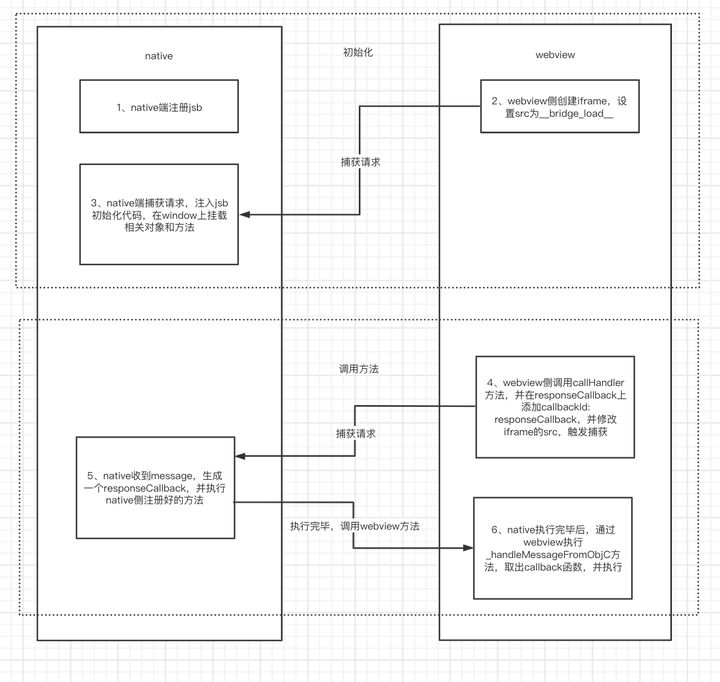 初始化
native
webview
1、native端注册jsb
2、webview侧创建iframe，设
置src为__bridge_load__
捕获请求
3、native端捕获请求，注入jsb
初始化代码，在window上挂载
相关对象和方法
调用方法
4、webview侧调用callHandler
方法，并在responseCallback上
添加callbackId:
responseCallback，并修改
iframe的src，触发捕获
捕获请求
5、native收到message，生成
一个responseCallback，并执行
native侧注册好的方法
执行完毕，调用webview方法
6、native执行完毕后，通过
webview执行
_handleMessageFromObjC方
法，取出callback函数，并执行